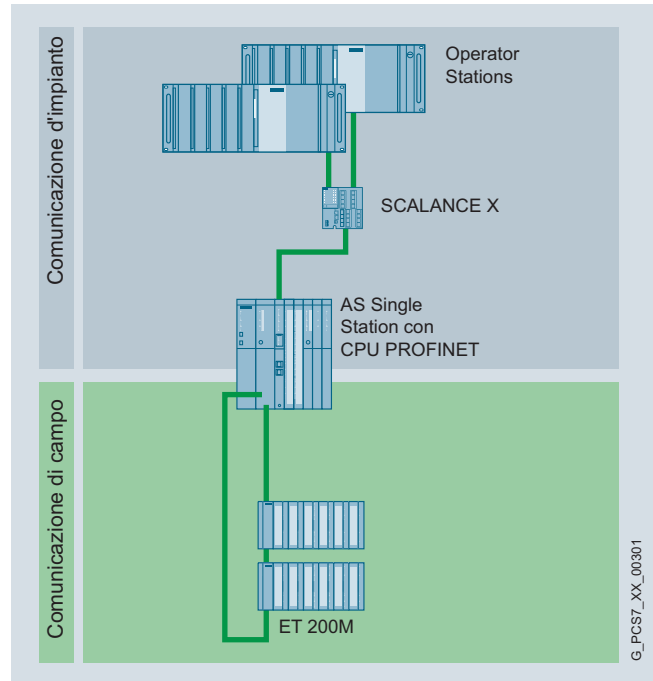 Comunicazione d'impianto
Operator
Stations
SCALANCE X
AS Single
Station con
CPU PROFINET
Comunicazione di campo
ET 200M
G_PCS7_XX_00301